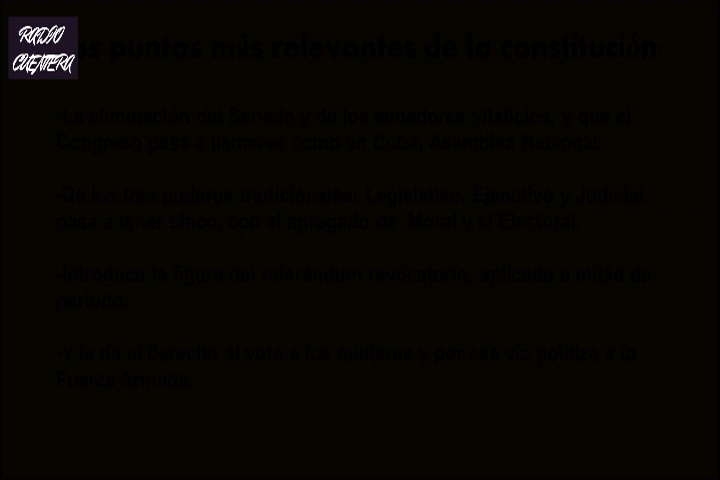 RADIO
CUENTERA
Los puntos más relevantes de la constitución:
-La eliminación del Senado y de los senadores vitalicios, y que el
Congreso pasa a llamarse como en Cuba, Asamblea Nacional.
-De los tres poderes tradicionales: Legislativo, Ejecutivo y Judicial
pasa a tener cinco, con el agregado de Moral y el Electoral.
-Introduce la figura del referéndum revocatorio, aplicado a mitad de
período.
-Y le da el derecho al voto a los militares y por esa vía politiza a la
Fuerza Armada.